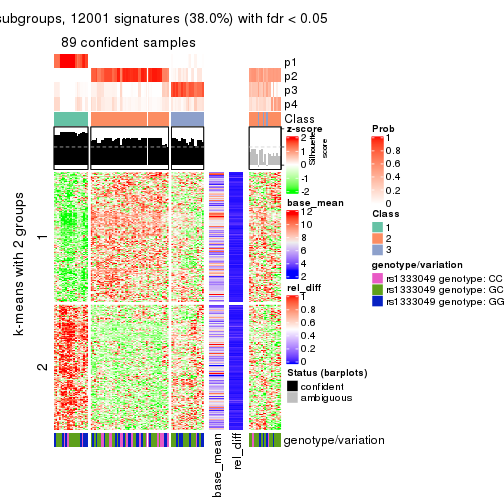 subgroups, 12001 signatures (38.0%) with fdr < 0.05
89 confident samples
p1
p2
p3
p4
Class
Silhouette
score
k-means with 2 groups
1
2
genotype/variation
base_mean
rel_diff
z-score
2
1
0
-1
-2
base_mean
12
10
8
6
4
2
rel_diff
1
0.8
0.6
0.4
0.2
0
Status (barplots)
confident
ambiguous
Prob
1
0.8
0.6
0.4
0.2
0
Class
1
2
3
genotype/variation
rs1333049 genotype: CC
rs1333049 genotype: GC
rs1333049 genotype: GG